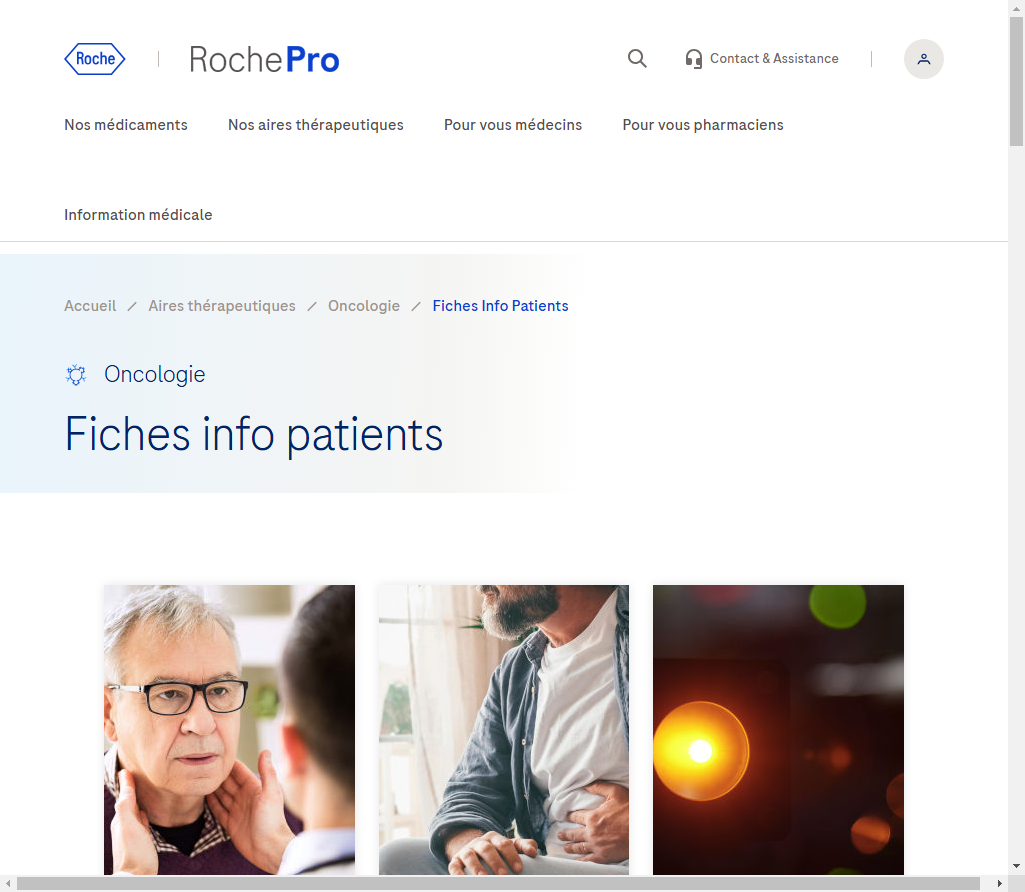 Roche
RochePro
Contact & Assistance
Nos médicaments
Nos aires thérapeutiques
Pour vous médecins
Pour vous pharmaciens
Information médicale
Accueil / Aires thérapeutiques / Oncologie / Fiches Info Patients
Oncologie
Fiches info patients